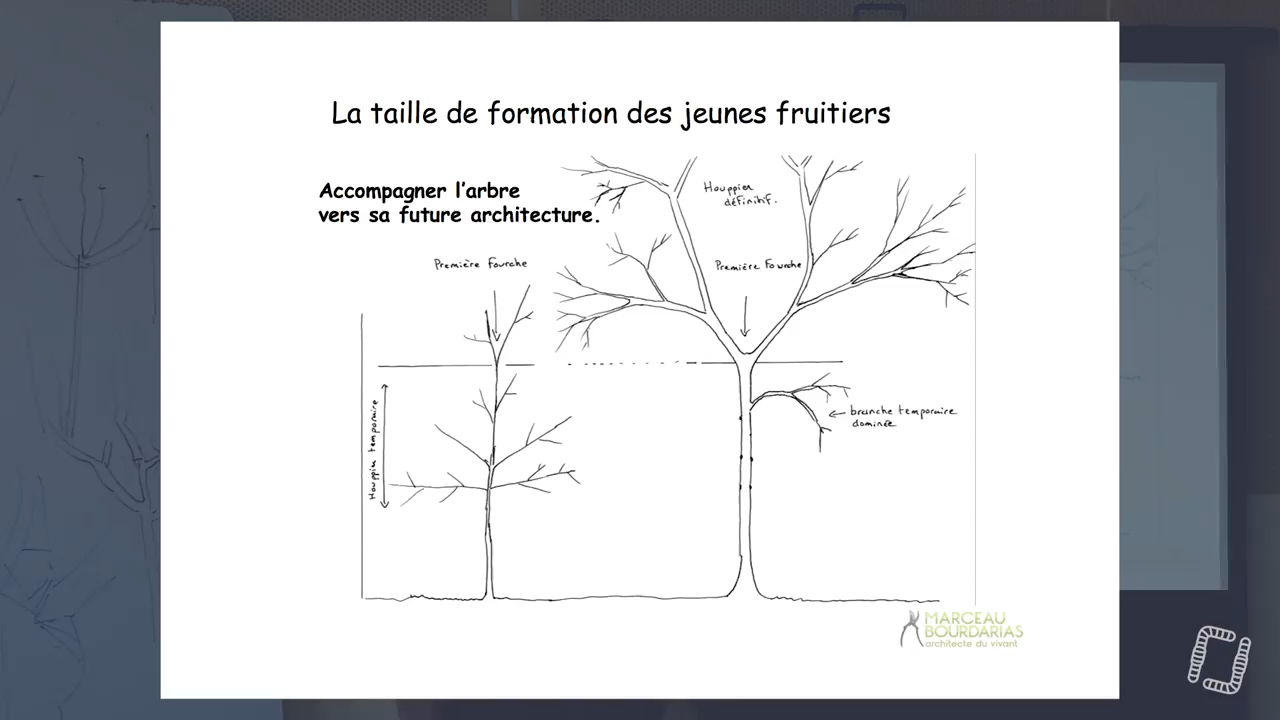 La taille de formation des jeunes fruitiers
Accompagner l'arbre
vers sa future architecture.
Houppier
définitif.
Première Fourche
Première Fourche
Houppier temporaire
branche temporaire
dominée
MARCEAU
BOURDARIAS
architecte du vivant